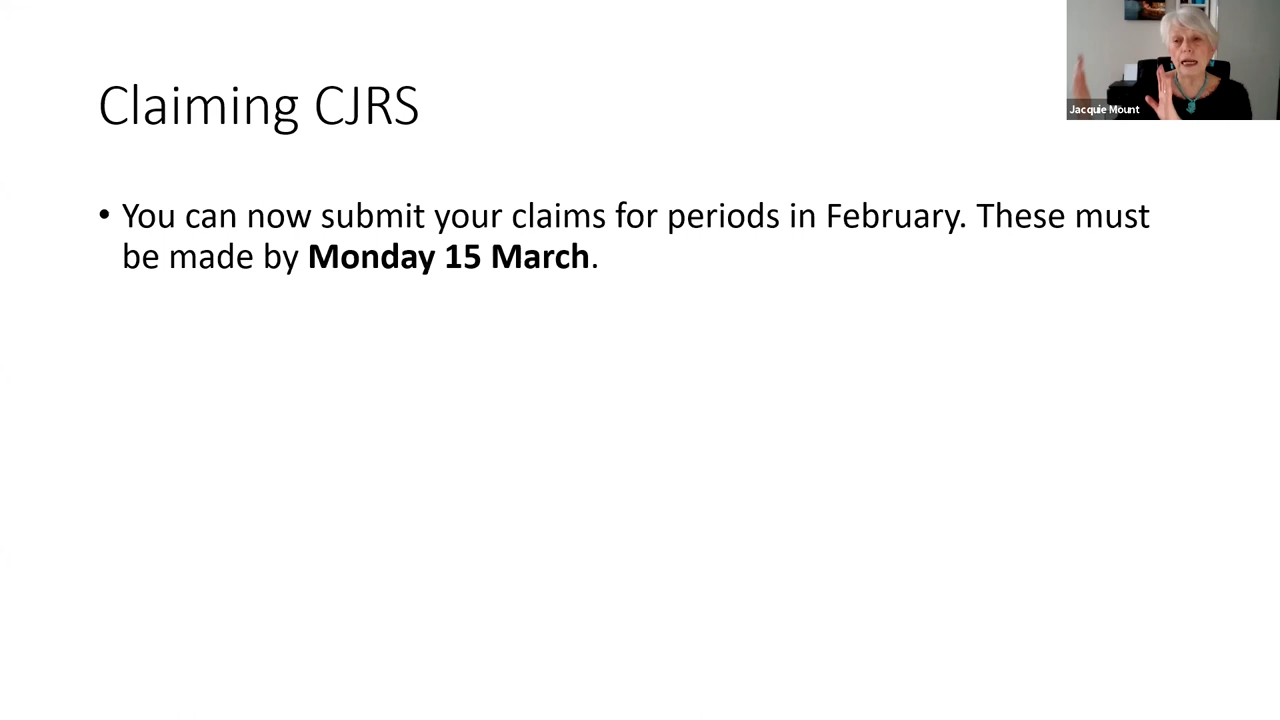 Claiming CJRS
Jacquie Mount
• You can now submit your claims for periods in February. These must
be made by Monday 15 March.